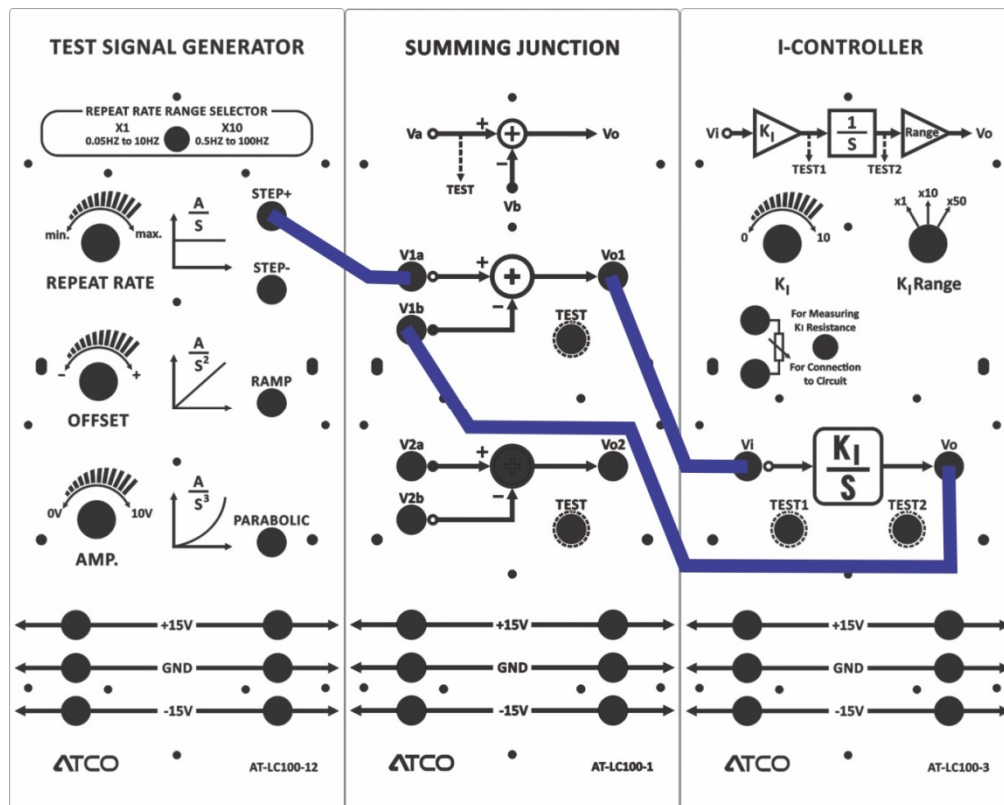 TEST SIGNAL GENERATOR
REPEAT RATE RANGE SELECTOR
X1
0.05HZ to 10HZ
X10
0.5HZ to 100HZ
STEP+
min.
max.
REPEAT RATE
A
S
STEP-
-
+
OFFSET
A
S²
RAMP
0V
10V
AMP.
A
S³
PARABOLIC
+15V
GND
-15V
ATCO
AT-LC100-12
SUMMING JUNCTION
Va
+
+
Vo
−
TEST
Vb
V1a
+
+
Vo1
V1b
−
TEST
V2a
+
+
Vo2
V2b
−
TEST
+15V
GND
-15V
ATCO
AT-LC100-1
I-CONTROLLER
Vi
KI
1
S
Range
Vo
TEST1
TEST2
0
10
KI
x1
x10
x50
KI Range
For Measuring
KI Resistance
For Connection
to Circuit
Vi
KI
S
Vo
TEST1
TEST2
+15V
GND
-15V
ATCO
AT-LC100-3